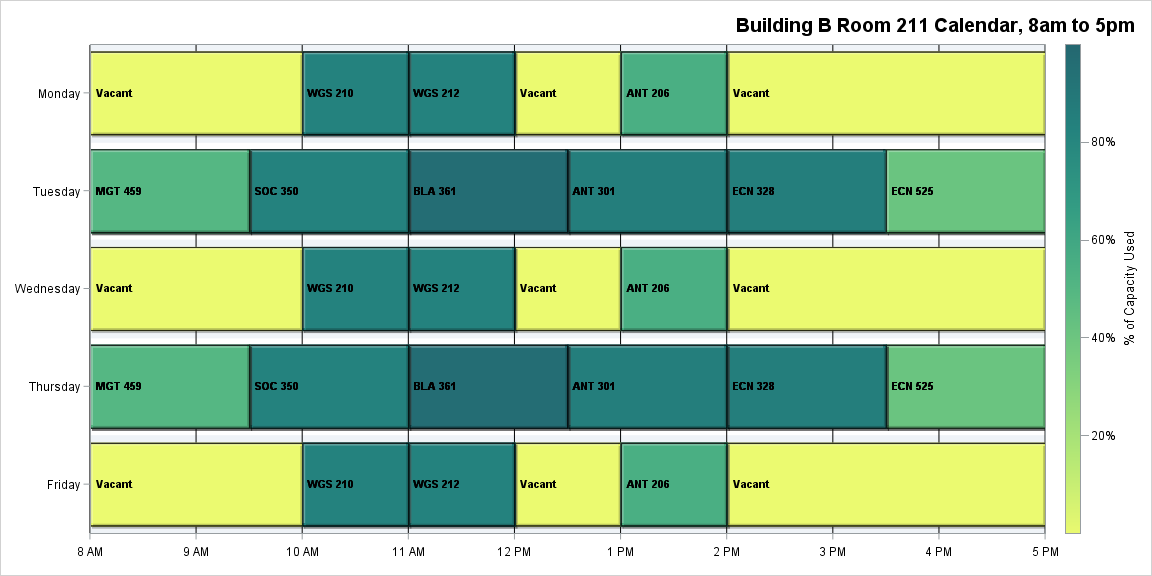 Building B Room 211 Calendar, 8am to 5pm
Monday
Vacant
WGS 210
WGS 212
Vacant
ANT 206
Vacant
Tuesday
MGT 459
SOC 350
BLA 361
ANT 301
ECN 328
ECN 525
Wednesday
Vacant
WGS 210
WGS 212
Vacant
ANT 206
Vacant
Thursday
MGT 459
SOC 350
BLA 361
ANT 301
ECN 328
ECN 525
Friday
Vacant
WGS 210
WGS 212
Vacant
ANT 206
Vacant
8 AM
9 AM
10 AM
11 AM
12 PM
1 PM
2 PM
3 PM
4 PM
5 PM
80%
60%
40%
20%
% of Capacity Used